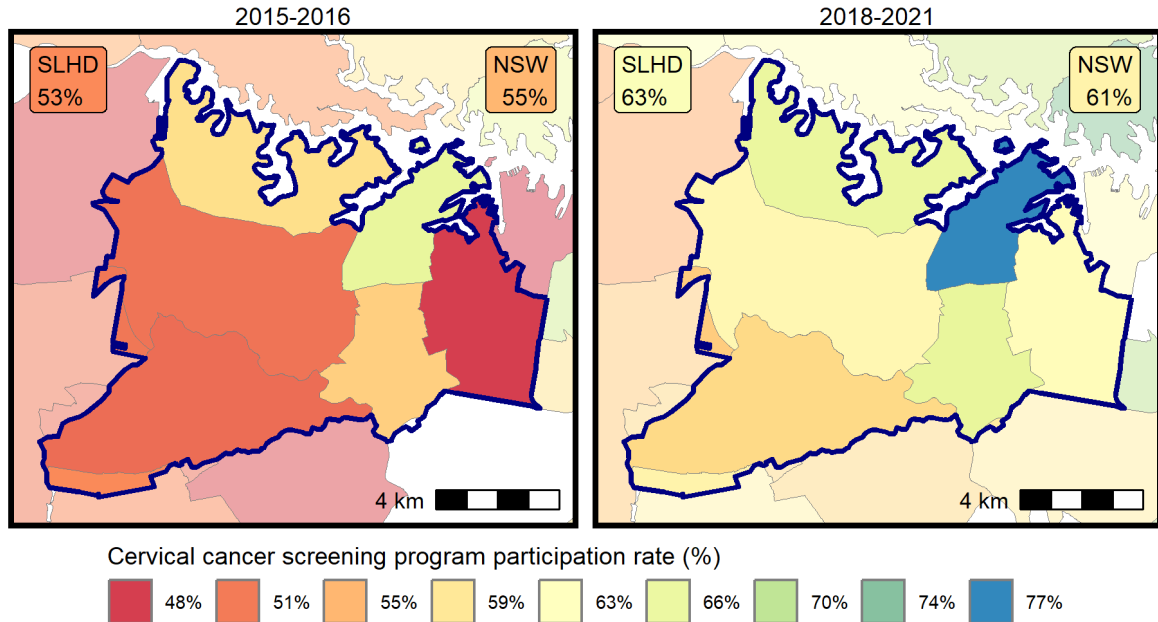 2015-2016
2018-2021
SLHD
53%
NSW
55%
SLHD
63%
NSW
61%
4 km
4 km
Cervical cancer screening program participation rate (%)
48% 51% 55% 59% 63% 66% 70% 74% 77%